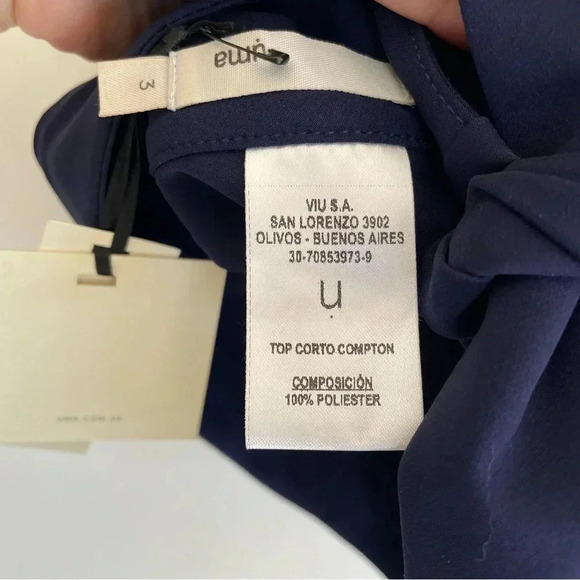 uma
3
VIU S.A.
SAN LORENZO 3902
OLIVOS - BUENOS AIRES
30-70853973-9
U
TOP CORTO COMPTON
COMPOSICIÓN
100% POLIESTER